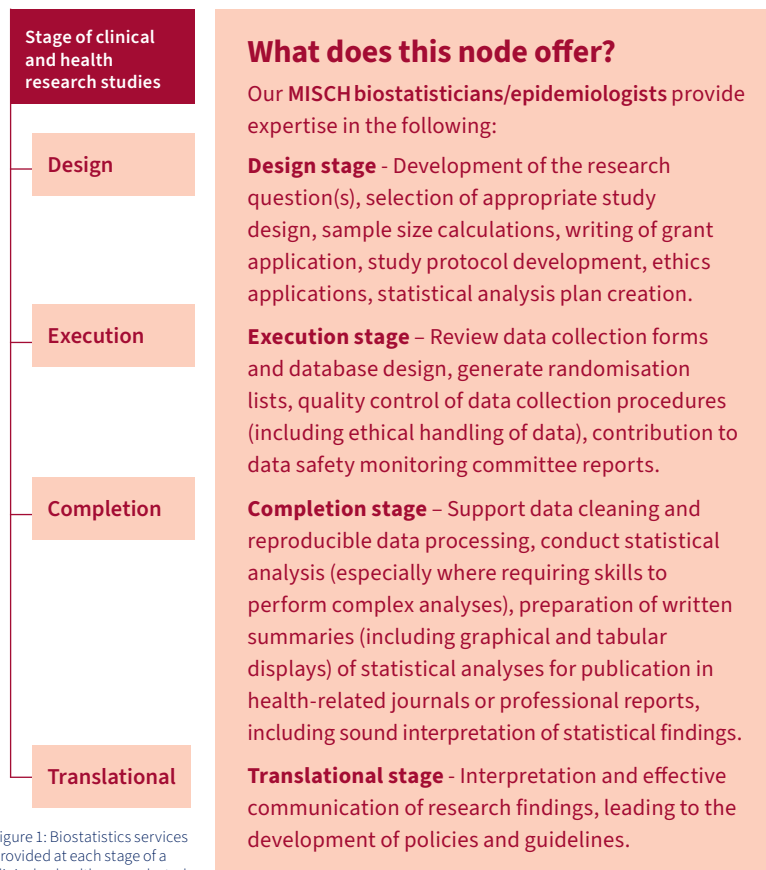 Stage of clinical
and health
research studies
Design
Execution
Completion
Translational
igure 1: Biostatistics services
rovided at each stage of a
What does this node offer?
Our MISCH biostatisticians/epidemiologists provide
expertise in the following:
Design stage - Development of the research
question(s), selection of appropriate study
design, sample size calculations, writing of grant
application, study protocol development, ethics
applications, statistical analysis plan creation.
Execution stage – Review data collection forms
and database design, generate randomisation
lists, quality control of data collection procedures
(including ethical handling of data), contribution to
data safety monitoring committee reports.
Completion stage – Support data cleaning and
reproducible data processing, conduct statistical
analysis (especially where requiring skills to
perform complex analyses), preparation of written
summaries (including graphical and tabular
displays) of statistical analyses for publication in
health-related journals or professional reports,
including sound interpretation of statistical findings.
Translational stage - Interpretation and effective
communication of research findings, leading to the
development of policies and guidelines.